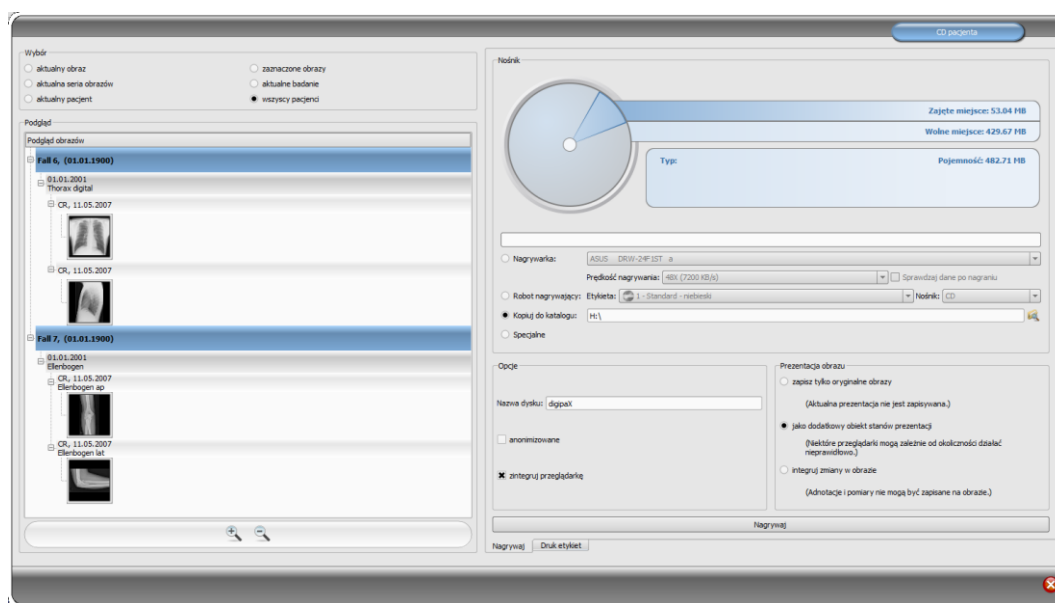 CD pacjenta
Wybór
aktualny obraz
zaznaczone obrazy
aktualna seria obrazów
aktualne badanie
aktualny pacjent
wszyscy pacjenci
Podgląd
Podgląd obrazów
Fall 6, (01.01.1900)
01.01.2001
Thorax digital
CR, 11.05.2007
CR, 11.05.2007
Fall 7, (01.01.1900)
01.01.2001
Ellenbogen
CR, 11.05.2007
Ellenbogen ap
CR, 11.05.2007
Ellenbogen lat
Nośnik
Zajęte miejsce: 53.04 MB
Wolne miejsce: 429.67 MB
Typ: Pojemność: 482.71 MB
Nagrywarka: ASUS DRW-24F1ST a
Prędkość nagrywania: 48X (7200 KB/s) Sprawdzaj dane po nagraniu
Robot nagrywający: Etykieta: 1 - Standard - niebieski Nośnik: CD
Kopiuj do katalogu: H:\
Specjalne
Opcje
Nazwa dysku: digipaX
anonimizowane
zintegruj przeglądarkę
Prezentacja obrazu
zapisz tylko oryginalne obrazy
(Aktualna prezentacja nie jest zapisywana.)
jako dodatkowy obiekt stanów prezentacji
(Niektóre przeglądarki mogą zależnie od okoliczności działać
nieprawidłowo.)
integruj zmiany w obrazie
(Adnotacje i pomiary nie mogą być zapisane na obrazie.)
Nagrywaj
Nagrywaj Druk etykiet